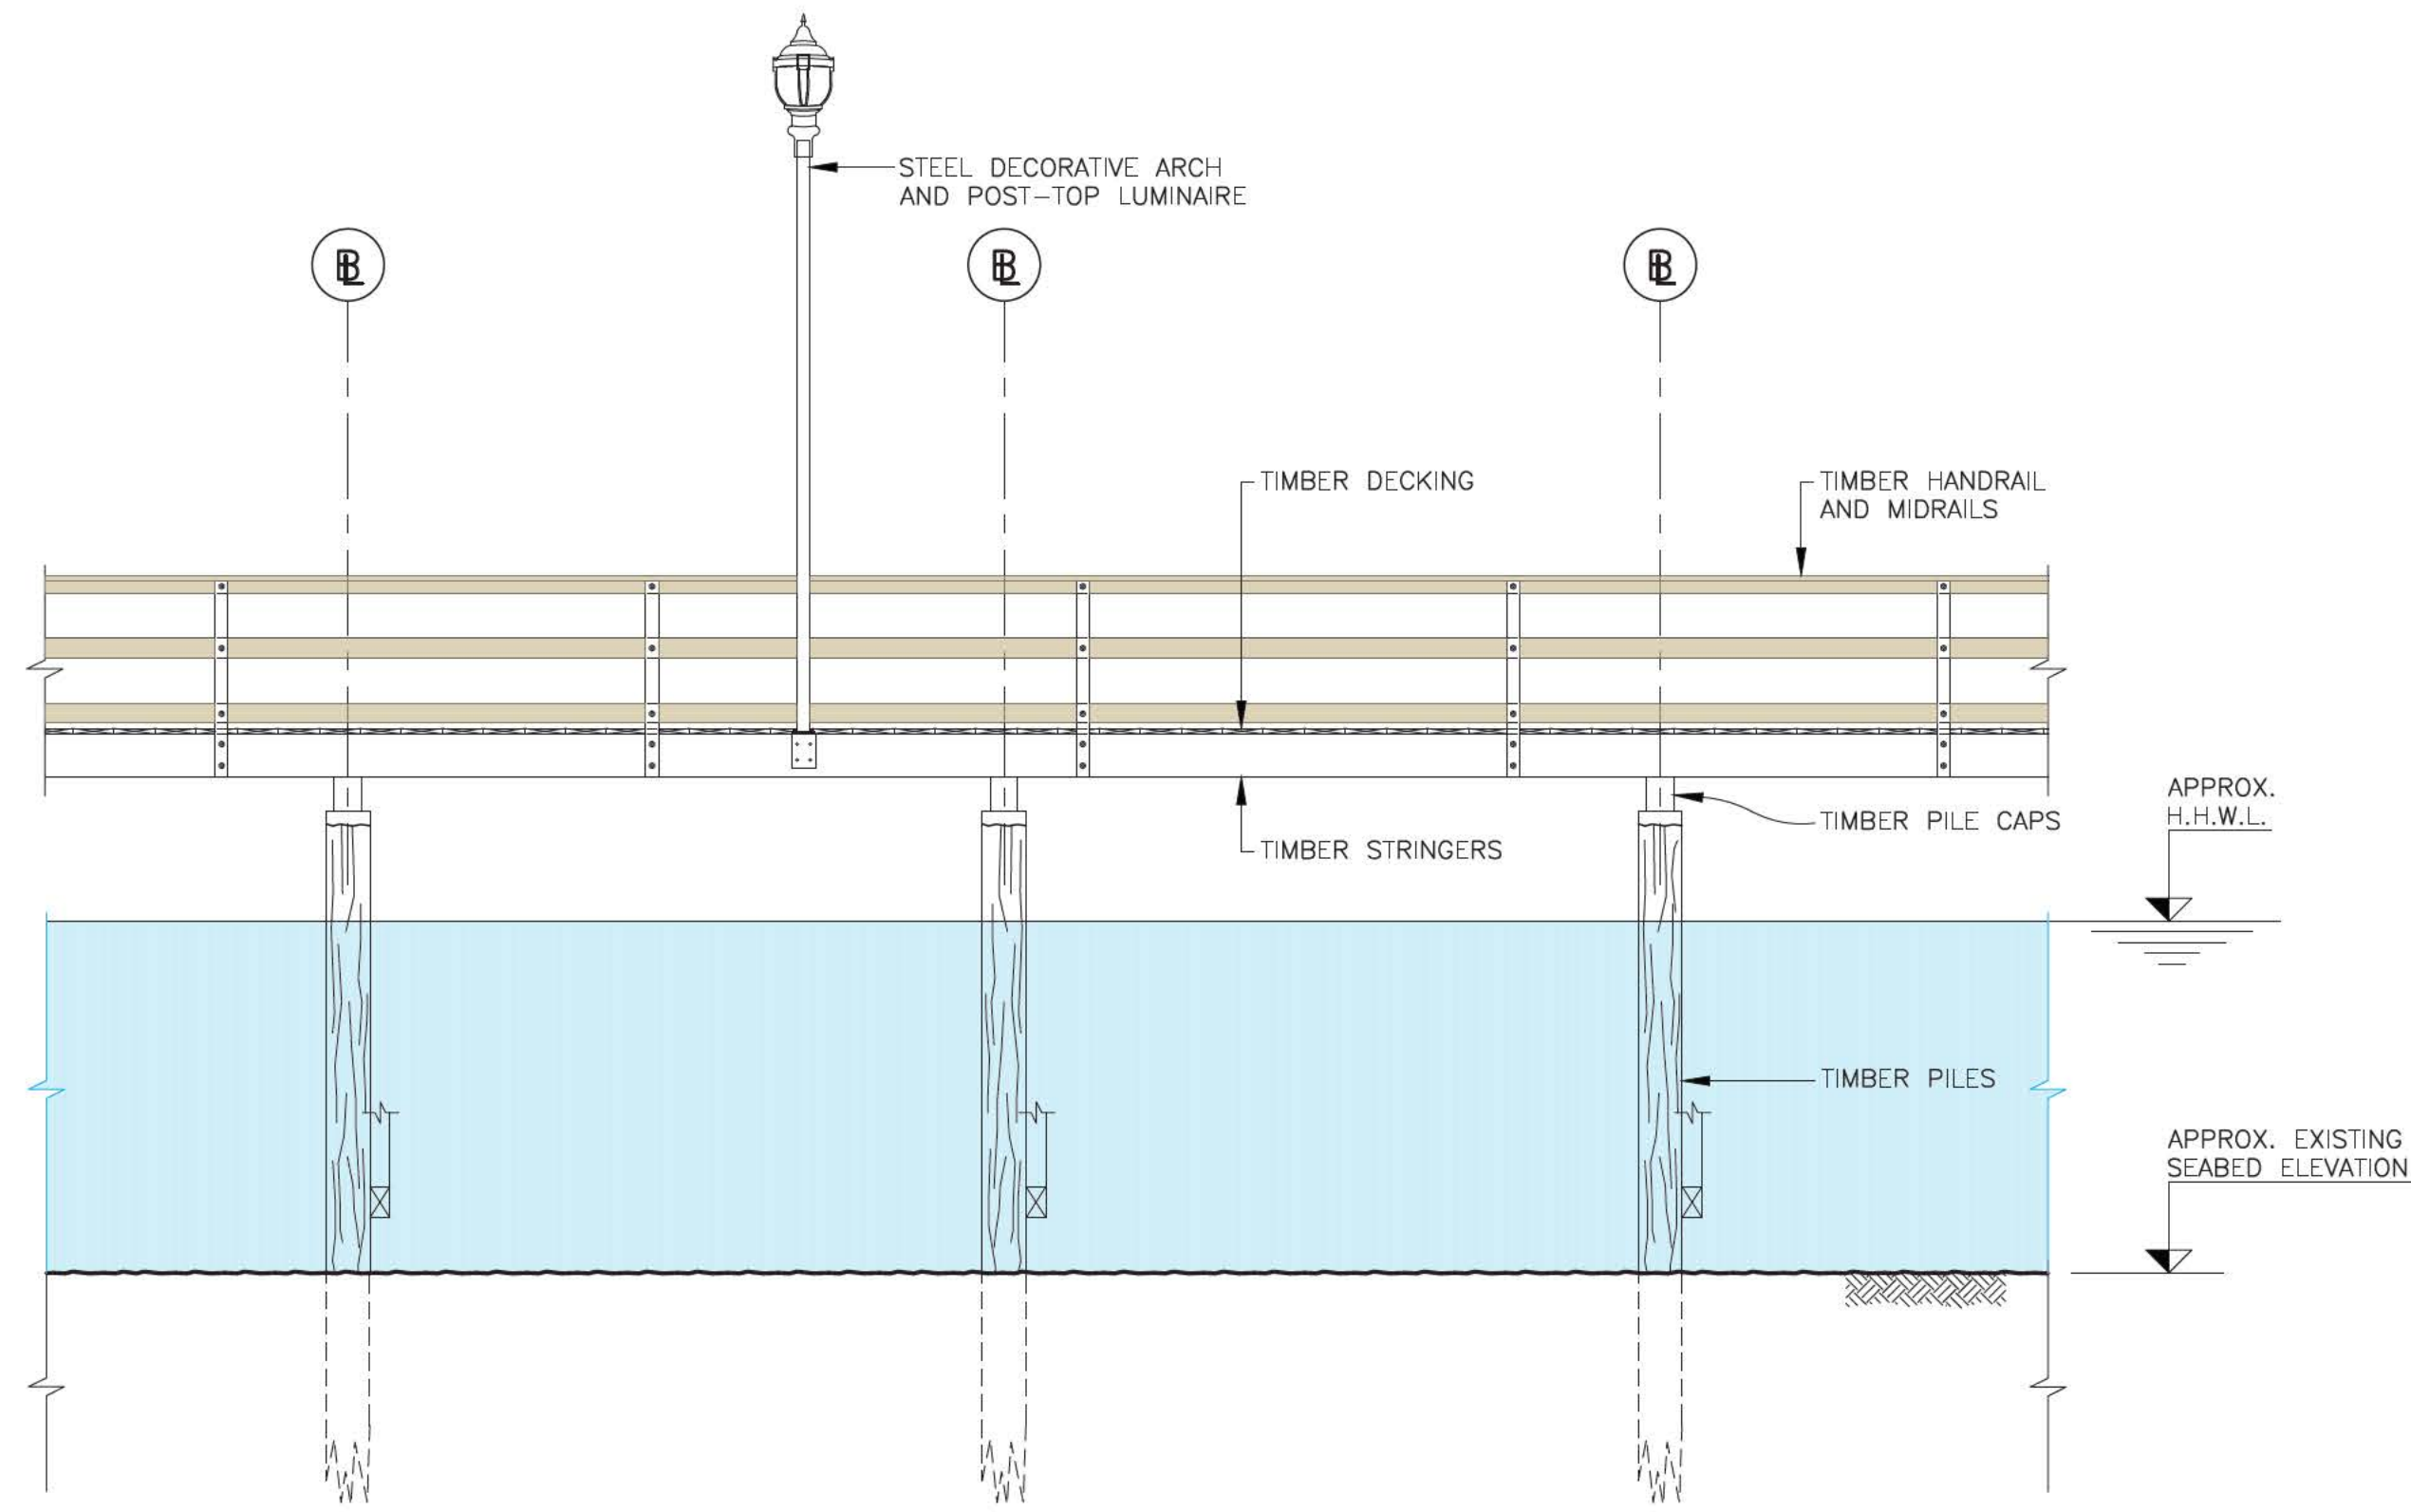 STEEL DECORATIVE ARCH
AND POST-TOP LUMINAIRE
BL
BL
BL
TIMBER DECKING
TIMBER HANDRAIL
AND MIDRAILS
APPROX.
H.H.W.L.
TIMBER PILE CAPS
TIMBER STRINGERS
TIMBER PILES
APPROX. EXISTING
SEABED ELEVATION